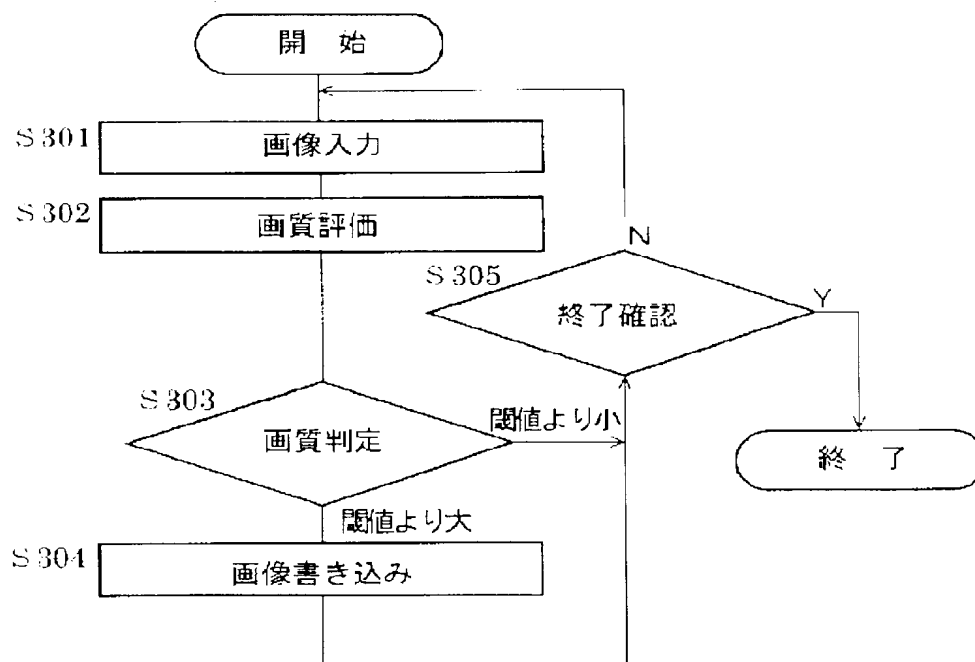 開 始
S301
画像入力
S302
画質評価
N
S305
終了確認
Y
S303
画質判定
閾値より小
終 了
閾値より大
S304
画像書き込み